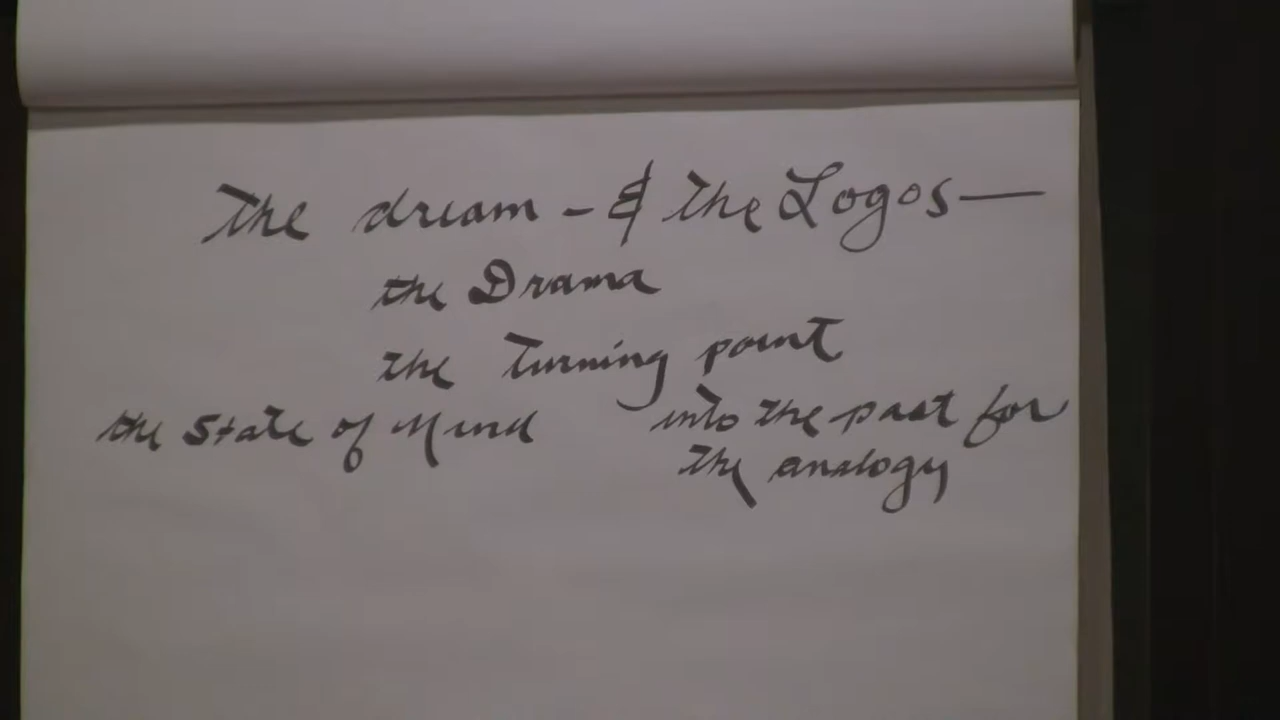 The dream - & the Logos —
the Drama
the Turning point
the State of Mind into the past for
the analogy